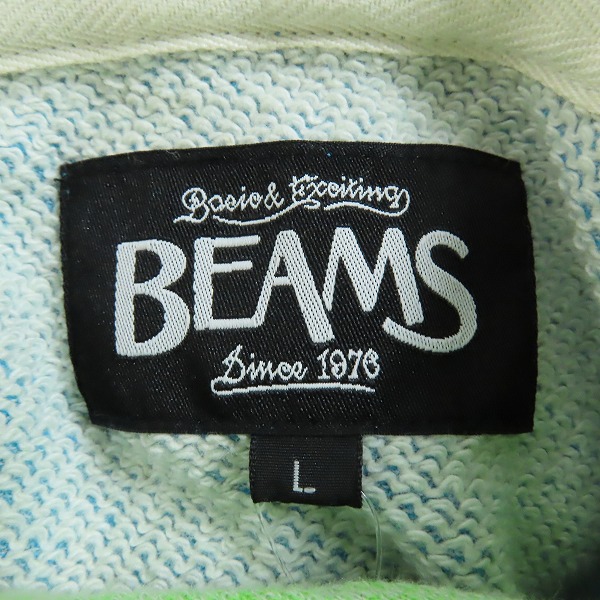 Basic & Exciting
BEAMS
Since 1976
L